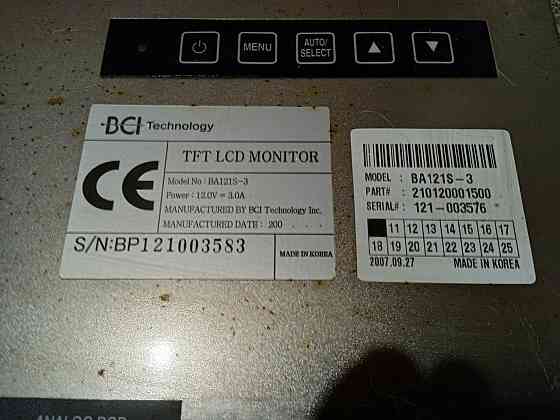 MENU
AUTO/
SELECT
BCI Technology
TFT LCD MONITOR
Model No : BA121S-3
Power : 12.0V ⎓ 3.0A
MANUFACTURED BY BCI Technology Inc.
MANUFACTURED DATE : 200 . . .
S/N:BP121003583
MADE IN KOREA
CE
MODEL : BA121S-3
PART# : 210120001500
SERIAL# : 121-003576
11 12 13 14 15 16 17
18 19 20 21 22 23 24 25
2007.09.27 MADE IN KOREA